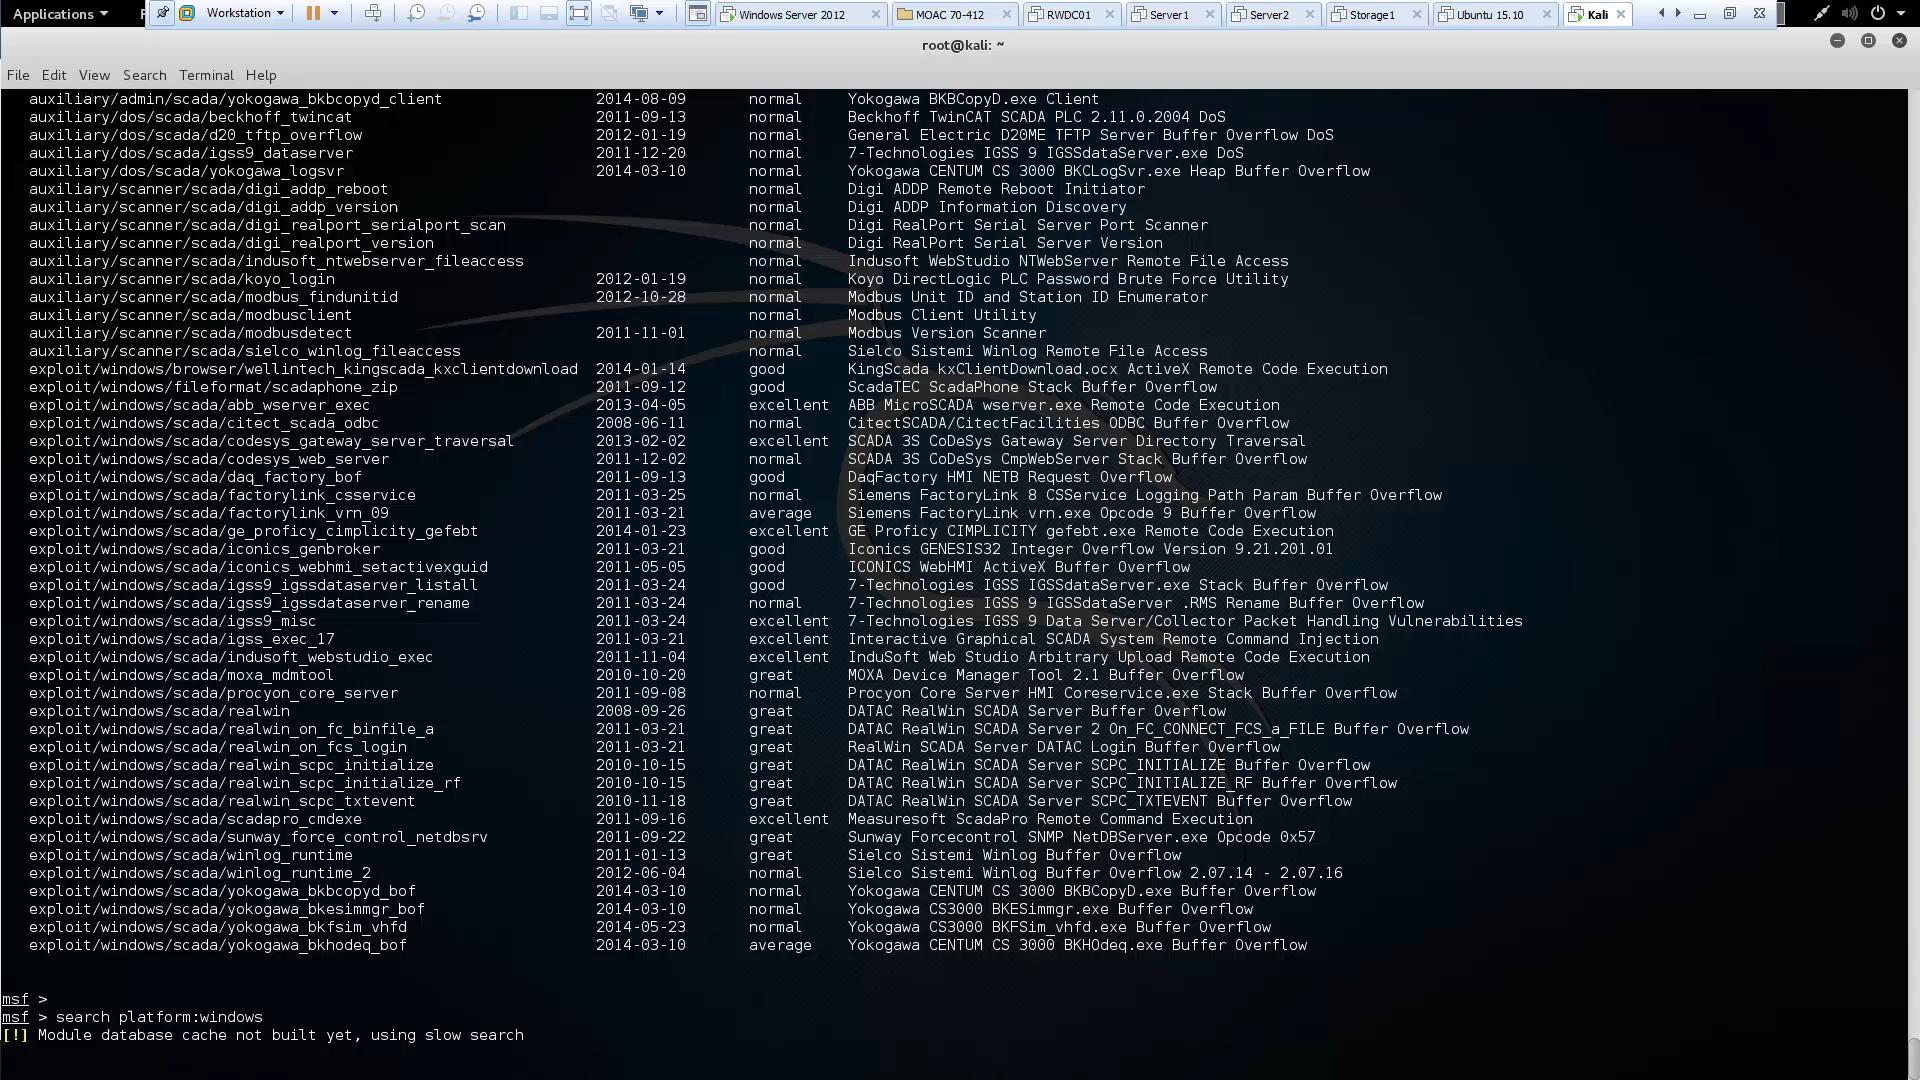 Applications Workstation Windows Server 2012 MOAC 70-412 RWDC01 Server1 Server2 Storage1 Ubuntu 15.10 Kali
root@kali: ~
File Edit View Search Terminal Help
auxiliary/admin/scada/yokogawa_bkbcopyd_client 2014-08-09 normal Yokogawa BKBCopyD.exe Client
auxiliary/dos/scada/beckhoff_twincat 2011-09-13 normal Beckhoff TwinCAT SCADA PLC 2.11.0.2004 DoS
auxiliary/dos/scada/d20_tftp_overflow 2012-01-19 normal General Electric D20ME TFTP Server Buffer Overflow DoS
auxiliary/dos/scada/igss9_dataserver 2011-12-20 normal 7-Technologies IGSS 9 IGSSdataServer.exe DoS
auxiliary/dos/scada/yokogawa_logsvr 2014-03-10 normal Yokogawa CENTUM CS 3000 BKCLogSvr.exe Heap Buffer Overflow
auxiliary/scanner/scada/digi_addp_reboot normal Digi ADDP Remote Reboot Initiator
auxiliary/scanner/scada/digi_addp_version normal Digi ADDP Information Discovery
auxiliary/scanner/scada/digi_realport_serialport_scan normal Digi RealPort Serial Server Port Scanner
auxiliary/scanner/scada/digi_realport_version normal Digi RealPort Serial Server Version
auxiliary/scanner/scada/indusoft_ntwebserver_fileaccess normal Indusoft WebStudio NTWebServer Remote File Access
auxiliary/scanner/scada/koyo_login 2012-01-19 normal Koyo DirectLogic PLC Password Brute Force Utility
auxiliary/scanner/scada/modbus_findunitid 2012-10-28 normal Modbus Unit ID and Station ID Enumerator
auxiliary/scanner/scada/modbusclient normal Modbus Client Utility
auxiliary/scanner/scada/modbusdetect 2011-11-01 normal Modbus Version Scanner
auxiliary/scanner/scada/sielco_winlog_fileaccess normal Sielco Sistemi Winlog Remote File Access
exploit/windows/browser/wellintech_kingscada_kxclientdownload 2014-01-14 good KingScada kxClientDownload.ocx ActiveX Remote Code Execution
exploit/windows/fileformat/scadaphone_zip 2011-09-12 good ScadaTEC ScadaPhone Stack Buffer Overflow
exploit/windows/scada/abb_wserver_exec 2013-04-05 excellent ABB MicroSCADA wserver.exe Remote Code Execution
exploit/windows/scada/citect_scada_odbc 2008-06-11 normal CitectSCADA/CitectFacilities ODBC Buffer Overflow
exploit/windows/scada/codesys_gateway_server_traversal 2013-02-02 excellent SCADA 3S CoDeSys Gateway Server Directory Traversal
exploit/windows/scada/codesys_web_server 2011-12-02 normal SCADA 3S CoDeSys CmpWebServer Stack Buffer Overflow
exploit/windows/scada/daq_factory_bof 2011-09-13 good DaqFactory HMI NETB Request Overflow
exploit/windows/scada/factorylink_csservice 2011-03-25 normal Siemens FactoryLink 8 CSService Logging Path Param Buffer Overflow
exploit/windows/scada/factorylink_vrn_09 2011-03-21 average Siemens FactoryLink vrn.exe Opcode 9 Buffer Overflow
exploit/windows/scada/ge_proficy_cimplicity_gefebt 2014-01-23 excellent GE Proficy CIMPLICITY gefebt.exe Remote Code Execution
exploit/windows/scada/iconics_genbroker 2011-03-21 good Iconics GENESIS32 Integer Overflow Version 9.21.201.01
exploit/windows/scada/iconics_webhmi_setactivexguid 2011-05-05 good ICONICS WebHMI ActiveX Buffer Overflow
exploit/windows/scada/igss9_igssdataserver_listall 2011-03-24 good 7-Technologies IGSS IGSSdataServer.exe Stack Buffer Overflow
exploit/windows/scada/igss9_igssdataserver_rename 2011-03-24 normal 7-Technologies IGSS 9 IGSSdataServer .RMS Rename Buffer Overflow
exploit/windows/scada/igss9_misc 2011-03-24 excellent 7-Technologies IGSS 9 Data Server/Collector Packet Handling Vulnerabilities
exploit/windows/scada/igss_exec_17 2011-03-21 excellent Interactive Graphical SCADA System Remote Command Injection
exploit/windows/scada/indusoft_webstudio_exec 2011-11-04 excellent InduSoft Web Studio Arbitrary Upload Remote Code Execution
exploit/windows/scada/moxa_mdmtool 2010-10-20 great MOXA Device Manager Tool 2.1 Buffer Overflow
exploit/windows/scada/procyon_core_server 2011-09-08 normal Procyon Core Server HMI Coreservice.exe Stack Buffer Overflow
exploit/windows/scada/realwin 2008-09-26 great DATAC RealWin SCADA Server Buffer Overflow
exploit/windows/scada/realwin_on_fc_binfile_a 2011-03-21 great DATAC RealWin SCADA Server 2 On_FC_CONNECT_FCS_a_FILE Buffer Overflow
exploit/windows/scada/realwin_on_fcs_login 2011-03-21 great RealWin SCADA Server DATAC Login Buffer Overflow
exploit/windows/scada/realwin_scpc_initialize 2010-10-15 great DATAC RealWin SCADA Server SCPC_INITIALIZE Buffer Overflow
exploit/windows/scada/realwin_scpc_initialize_rf 2010-10-15 great DATAC RealWin SCADA Server SCPC_INITIALIZE_RF Buffer Overflow
exploit/windows/scada/realwin_scpc_txtevent 2010-11-18 great DATAC RealWin SCADA Server SCPC_TXTEVENT Buffer Overflow
exploit/windows/scada/scadapro_cmdexe 2011-09-16 excellent Measuresoft ScadaPro Remote Command Execution
exploit/windows/scada/sunway_force_control_netdbsrv 2011-09-22 great Sunway Forcecontrol SNMP NetDBServer.exe Opcode 0x57
exploit/windows/scada/winlog_runtime 2011-01-13 great Sielco Sistemi Winlog Buffer Overflow
exploit/windows/scada/winlog_runtime_2 2012-06-04 normal Sielco Sistemi Winlog Buffer Overflow 2.07.14 - 2.07.16
exploit/windows/scada/yokogawa_bkbcopyd_bof 2014-03-10 normal Yokogawa CENTUM CS 3000 BKBCopyD.exe Buffer Overflow
exploit/windows/scada/yokogawa_bkesimmgr_bof 2014-03-10 normal Yokogawa CS3000 BKESimmgr.exe Buffer Overflow
exploit/windows/scada/yokogawa_bkfsim_vhfd 2014-05-23 normal Yokogawa CS3000 BKFSim_vhfd.exe Buffer Overflow
exploit/windows/scada/yokogawa_bkhodeq_bof 2014-03-10 average Yokogawa CENTUM CS 3000 BKHOdeq.exe Buffer Overflow
msf >
msf > search platform:windows
[!] Module database cache not built yet, using slow search